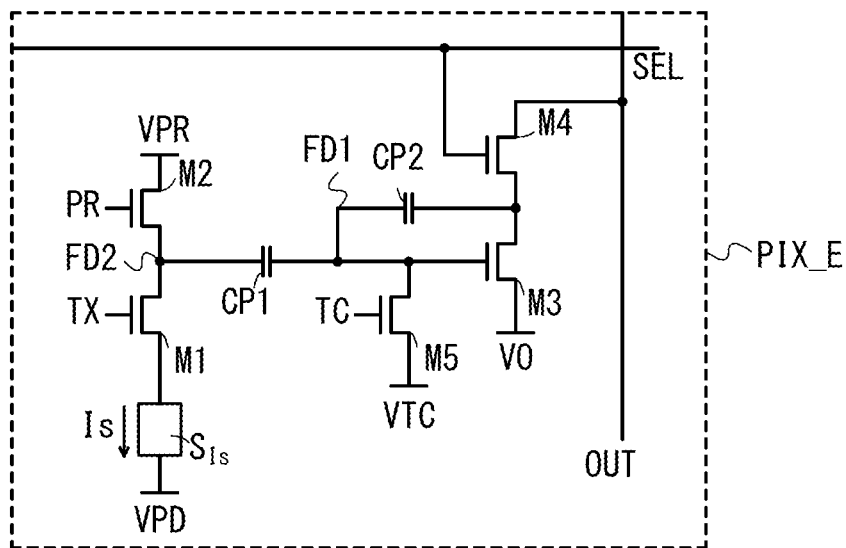 SEL
VPR
M2
PR
FD2
TX
M1
Is
SIs
VPD
FD1
CP2
CP1
TC
M5
VTC
M4
M3
VO
OUT
PIX_E